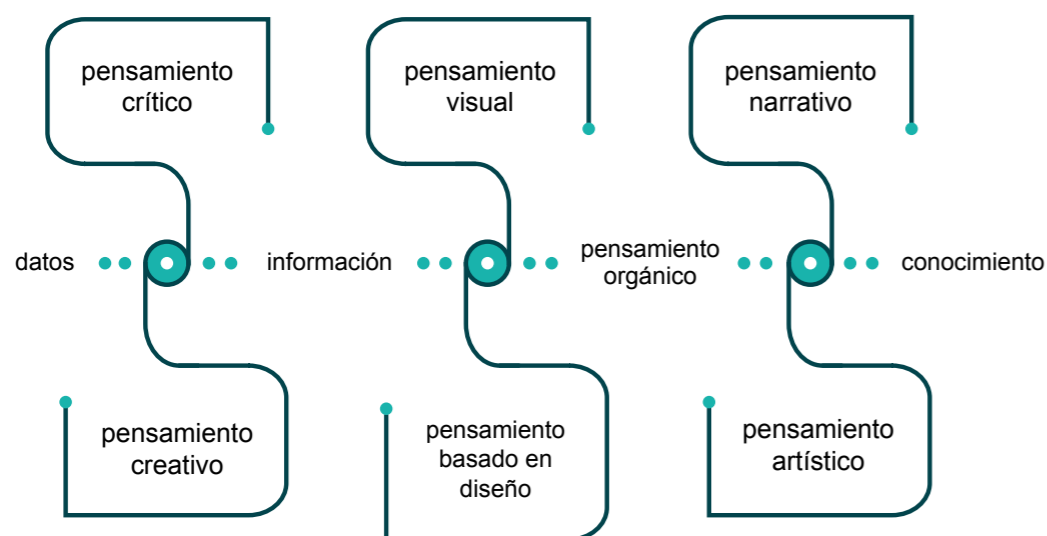 pensamiento
crítico
pensamiento
visual
pensamiento
narrativo
datos
información
pensamiento
orgánico
conocimiento
pensamiento
creativo
pensamiento
basado en
diseño
pensamiento
artístico